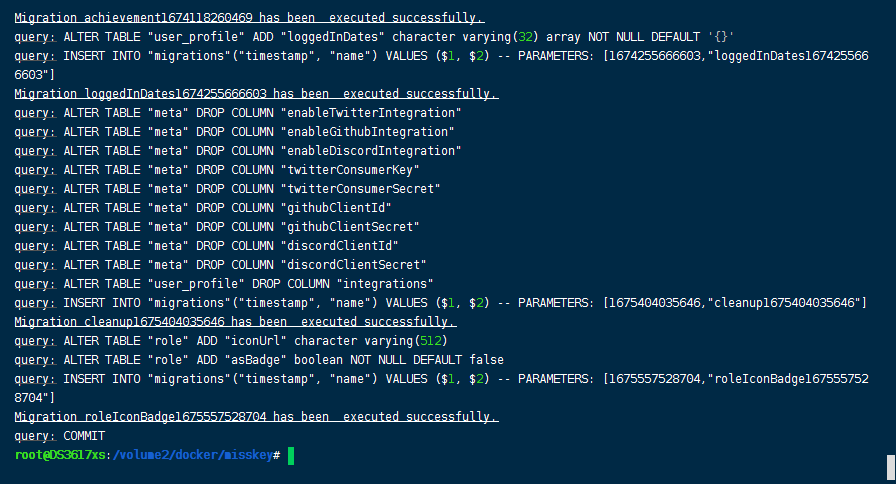 Migration achievement1674118260469 has been  executed successfully.
query: ALTER TABLE "user_profile" ADD "loggedInDates" character varying(32) array NOT NULL DEFAULT '{}'
query: INSERT INTO "migrations"("timestamp", "name") VALUES ($1, $2) -- PARAMETERS: [1674255666603,"loggedInDates167425566
6603"]
Migration loggedInDates1674255666603 has been  executed successfully.
query: ALTER TABLE "meta" DROP COLUMN "enableTwitterIntegration"
query: ALTER TABLE "meta" DROP COLUMN "enableGithubIntegration"
query: ALTER TABLE "meta" DROP COLUMN "enableDiscordIntegration"
query: ALTER TABLE "meta" DROP COLUMN "twitterConsumerKey"
query: ALTER TABLE "meta" DROP COLUMN "twitterConsumerSecret"
query: ALTER TABLE "meta" DROP COLUMN "githubClientId"
query: ALTER TABLE "meta" DROP COLUMN "githubClientSecret"
query: ALTER TABLE "meta" DROP COLUMN "discordClientId"
query: ALTER TABLE "meta" DROP COLUMN "discordClientSecret"
query: ALTER TABLE "user_profile" DROP COLUMN "integrations"
query: INSERT INTO "migrations"("timestamp", "name") VALUES ($1, $2) -- PARAMETERS: [1675404035646,"cleanup1675404035646"]
Migration cleanup1675404035646 has been  executed successfully.
query: ALTER TABLE "role" ADD "iconUrl" character varying(512)
query: ALTER TABLE "role" ADD "asBadge" boolean NOT NULL DEFAULT false
query: INSERT INTO "migrations"("timestamp", "name") VALUES ($1, $2) -- PARAMETERS: [1675557528704,"roleIconBadge167555752
8704"]
Migration roleIconBadge1675557528704 has been  executed successfully.
query: COMMIT
root@DS3617xs:/volume2/docker/misskey#